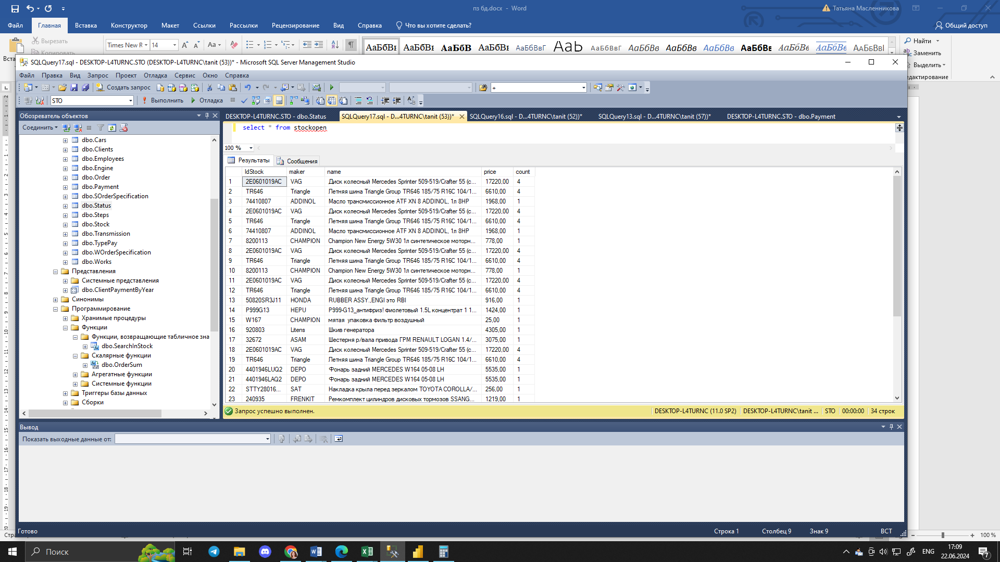 пз бд.docx - Word
Татьяна Масленникова
Файл Главная Вставка Конструктор Макет Ссылки Рассылки Рецензирование Вид Справка Что вы хотите сделать? Общий доступ
Вырезать
Копировать
Times New R 14 Aa
АаБбВı АаБбВı АаБбВ АаБбВı АаБбВвГ Aab АаБбВвГ АаБбВв АаБбВв АаБбВв АаБбВв АаБбВв АаБбВв ААБбВвI
Найти
Заменить
Выделить
едактирование
SQLQuery17.sql - DESKTOP-L4TURNC.STO (DESKTOP-L4TURNC\tanit (53))* - Microsoft SQL Server Management Studio
Файл Правка Вид Запрос Проект Отладка Сервис Окно Справка
Создать запрос
STO Выполнить Отладка
Обозреватель объектов
Соединить
dbo.Cars
dbo.Clients
dbo.Employees
dbo.Engine
dbo.Order
dbo.Payment
dbo.SOrderSpecification
dbo.Status
dbo.Steps
dbo.Stock
dbo.Transmission
dbo.TypePay
dbo.WOrderSpecification
dbo.Works
Представления
Системные представления
dbo.ClientPaymentByYear
Синонимы
Программирование
Хранимые процедуры
Функции
Функции, возвращающие табличное зна
dbo.SearchInStock
Скалярные функции
dbo.OrderSum
Агрегатные функции
Системные функции
Триггеры базы данных
Сборки
DESKTOP-L4TURNC.STO - dbo.Status SQLQuery17.sql - D...4TURNC\tanit (53))* SQLQuery16.sql - D...4TURNC\tanit (52))* SQLQuery13.sql - D...4TURNC\tanit (57))* DESKTOP-L4TURNC.STO - dbo.Payment
select * from stockopen
100 %
Результаты Сообщения
IdStock maker name price count
1 2E0601019AC VAG Диск колесный Mercedes Sprinter 509-519/Crafter 55 (с... 17220,00 4
2 TR646 Triangle Летняя шина Triangle Group TR646 185/75 R16C 104/1... 6610,00 4
3 74410807 ADDINOL Масло трансмиссионное ATF XN 8 ADDINOL, 1л 8HP 1968,00 1
4 2E0601019AC VAG Диск колесный Mercedes Sprinter 509-519/Crafter 55 (с... 17220,00 4
5 TR646 Triangle Летняя шина Triangle Group TR646 185/75 R16C 104/1... 6610,00 4
6 74410807 ADDINOL Масло трансмиссионное ATF XN 8 ADDINOL, 1л 8HP 1968,00 1
7 8200113 CHAMPION Champion New Energy 5W30 1л синтетическое моторн... 778,00 1
8 2E0601019AC VAG Диск колесный Mercedes Sprinter 509-519/Crafter 55 (с... 17220,00 4
9 TR646 Triangle Летняя шина Triangle Group TR646 185/75 R16C 104/1... 6610,00 4
10 8200113 CHAMPION Champion New Energy 5W30 1л синтетическое моторн... 778,00 1
11 2E0601019AC VAG Диск колесный Mercedes Sprinter 509-519/Crafter 55 (с... 17220,00 4
12 TR646 Triangle Летняя шина Triangle Group TR646 185/75 R16C 104/1... 6610,00 4
13 50820SR3J11 HONDA RUBBER ASSY.,ENGI это RBI 916,00 1
14 P999G13 HEPU P999-G13_антифриз! фиолетовый 1.5L концентрат 1 1... 1424,00 1
15 W167 CHAMPION мятая упаковка Фильтр воздушный 25,00 1
16 920803 Litens Шкив генератора 4305,00 1
17 32672 ASAM Шестерня р/вала привода ГРМ RENAULT LOGAN 1.4/... 3075,00 1
18 2E0601019AC VAG Диск колесный Mercedes Sprinter 509-519/Crafter 55 (с... 17220,00 4
19 TR646 Triangle Летняя шина Triangle Group TR646 185/75 R16C 104/1... 6610,00 4
20 4401946LUQ2 DEPO Фонарь задний MERCEDES W164 05-08 LH 5535,00 1
21 4401946LAQ2 DEPO Фонарь задний MERCEDES W164 05-08 LH 5535,00 1
22 STTY28016... SAT Накладка крыла перед зеркалом TOYOTA COROLLA/... 256,00 1
23 240935 FRENKIT Ремкомплект цилиндров дисковых тормозов SSANG... 1219,00 1
Запрос успешно выполнен. DESKTOP-L4TURNC (11.0 SP2) DESKTOP-L4TURNC\tanit ... STO 00:00:00 34 строк
Вывод
Показать выходные данные от:
Готово Строка 1 Столбец 9 Знак 9 ВСТ
100 %
Поиск
ENG
17:09
22.06.2024
7